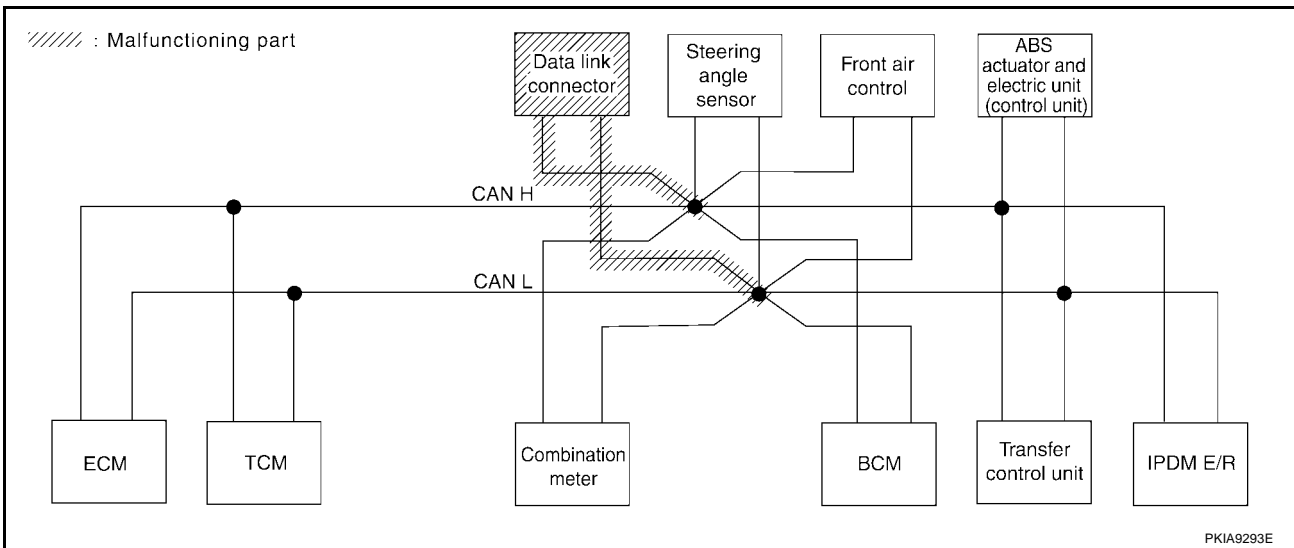 : Malfunctioning part
Data link
connector
Steering
angle
sensor
Front air
control
ABS
actuator and
electric unit
(control unit)
CAN H
CAN L
ECM
TCM
Combination
meter
BCM
Transfer
control unit
IPDM E/R
PKIA9293E